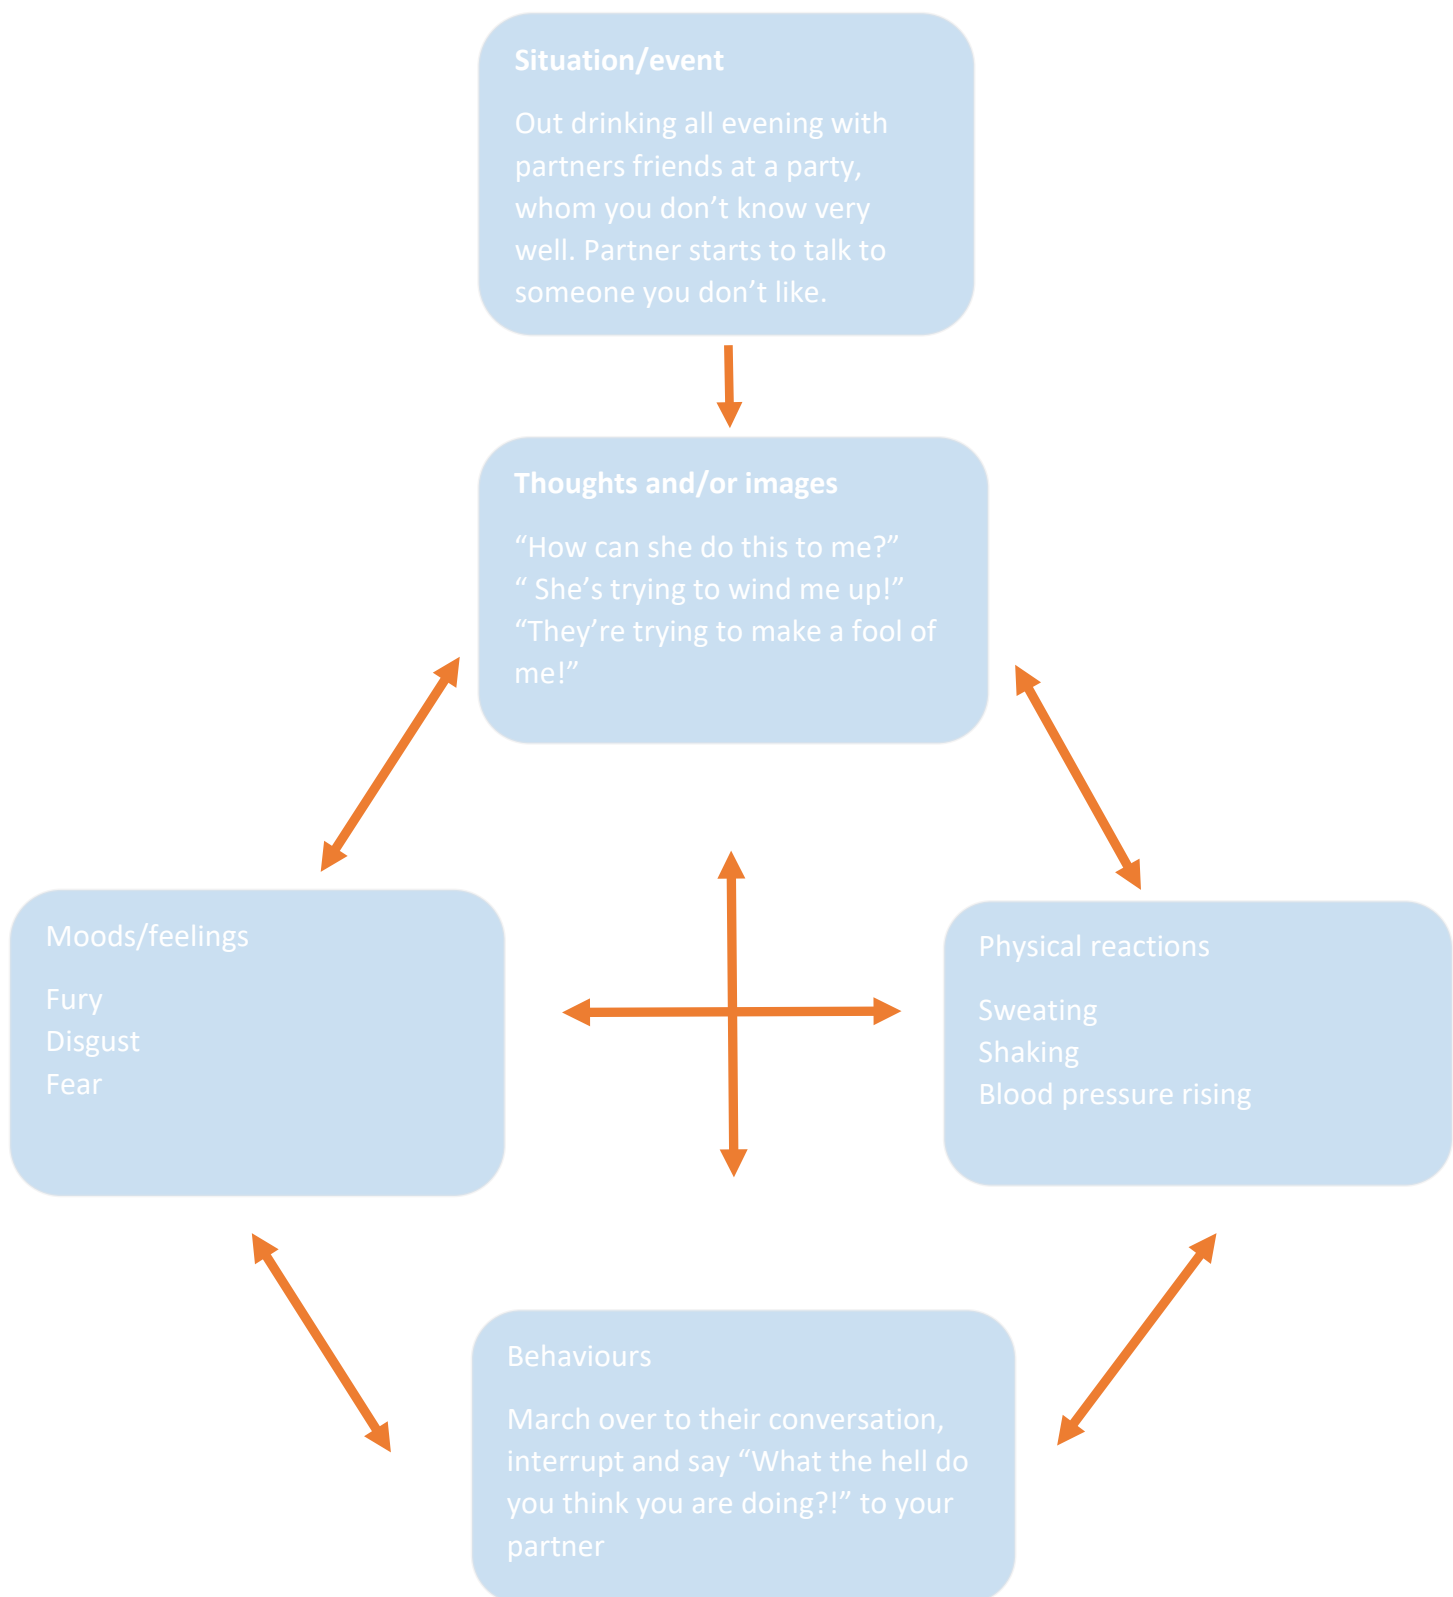 Situation/event
Out drinking all evening with
partners friends at a party,
whom you don’t know very
well. Partner starts to talk to
someone you don’t like.
Thoughts and/or images
“How can she do this to me?”
“ She’s trying to wind me up!”
“They’re trying to make a fool of
me!”
Moods/feelings
Fury
Disgust
Fear
Physical reactions
Sweating
Shaking
Blood pressure rising
Behaviours
March over to their conversation,
interrupt and say “What the hell do
you think you are doing?!” to your
partner